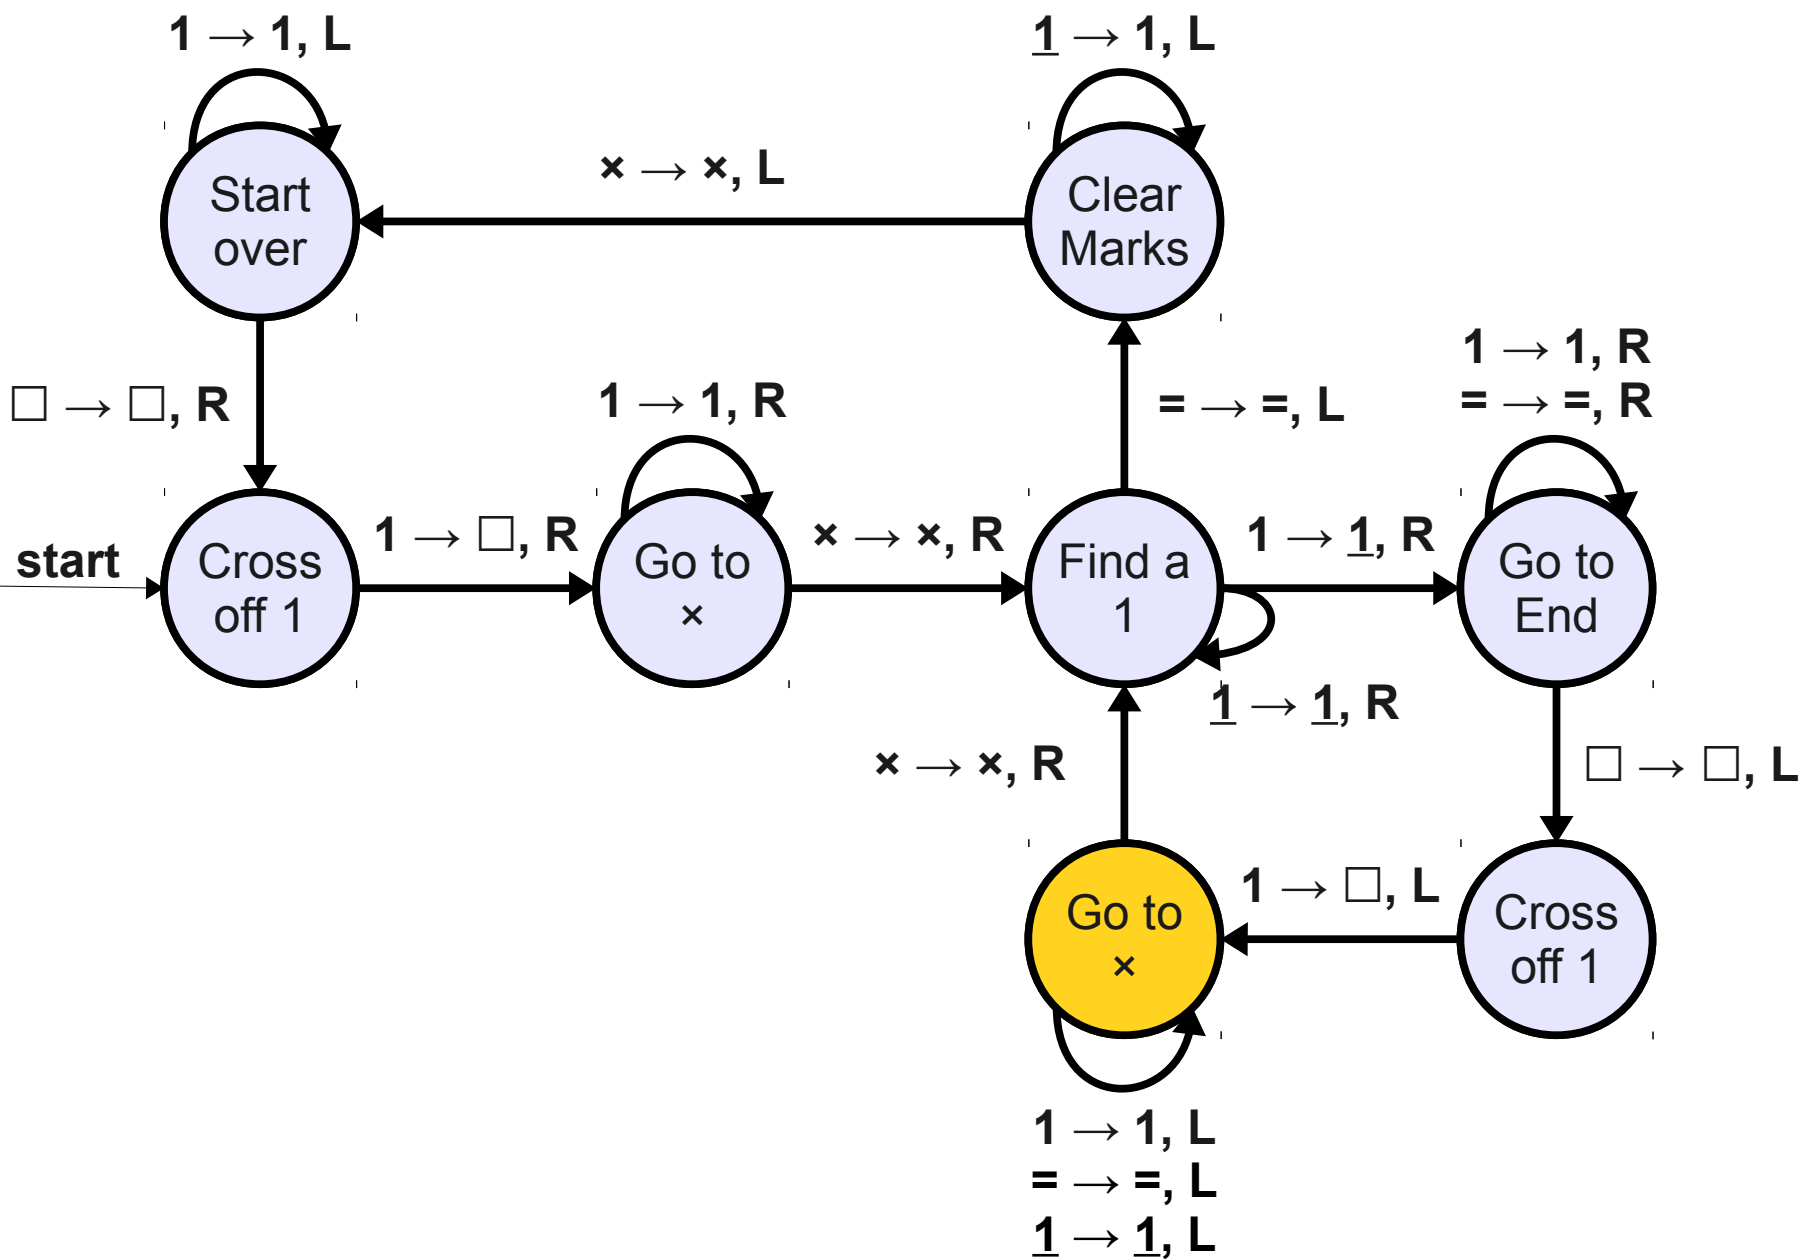 1 → 1, L
1 → 1, L
× → ×, L
Start
over
Clear
Marks
□ → □, R
1 → 1, R
= → =, L
1 → 1, R
= → =, R
start
Cross
off 1
1 → □, R
Go to
×
× → ×, R
Find a
1
1 → 1, R
Go to
End
1 → 1, R
× → ×, R
□ → □, L
Go to
×
1 → □, L
Cross
off 1
1 → 1, L
= → =, L
1 → 1, L